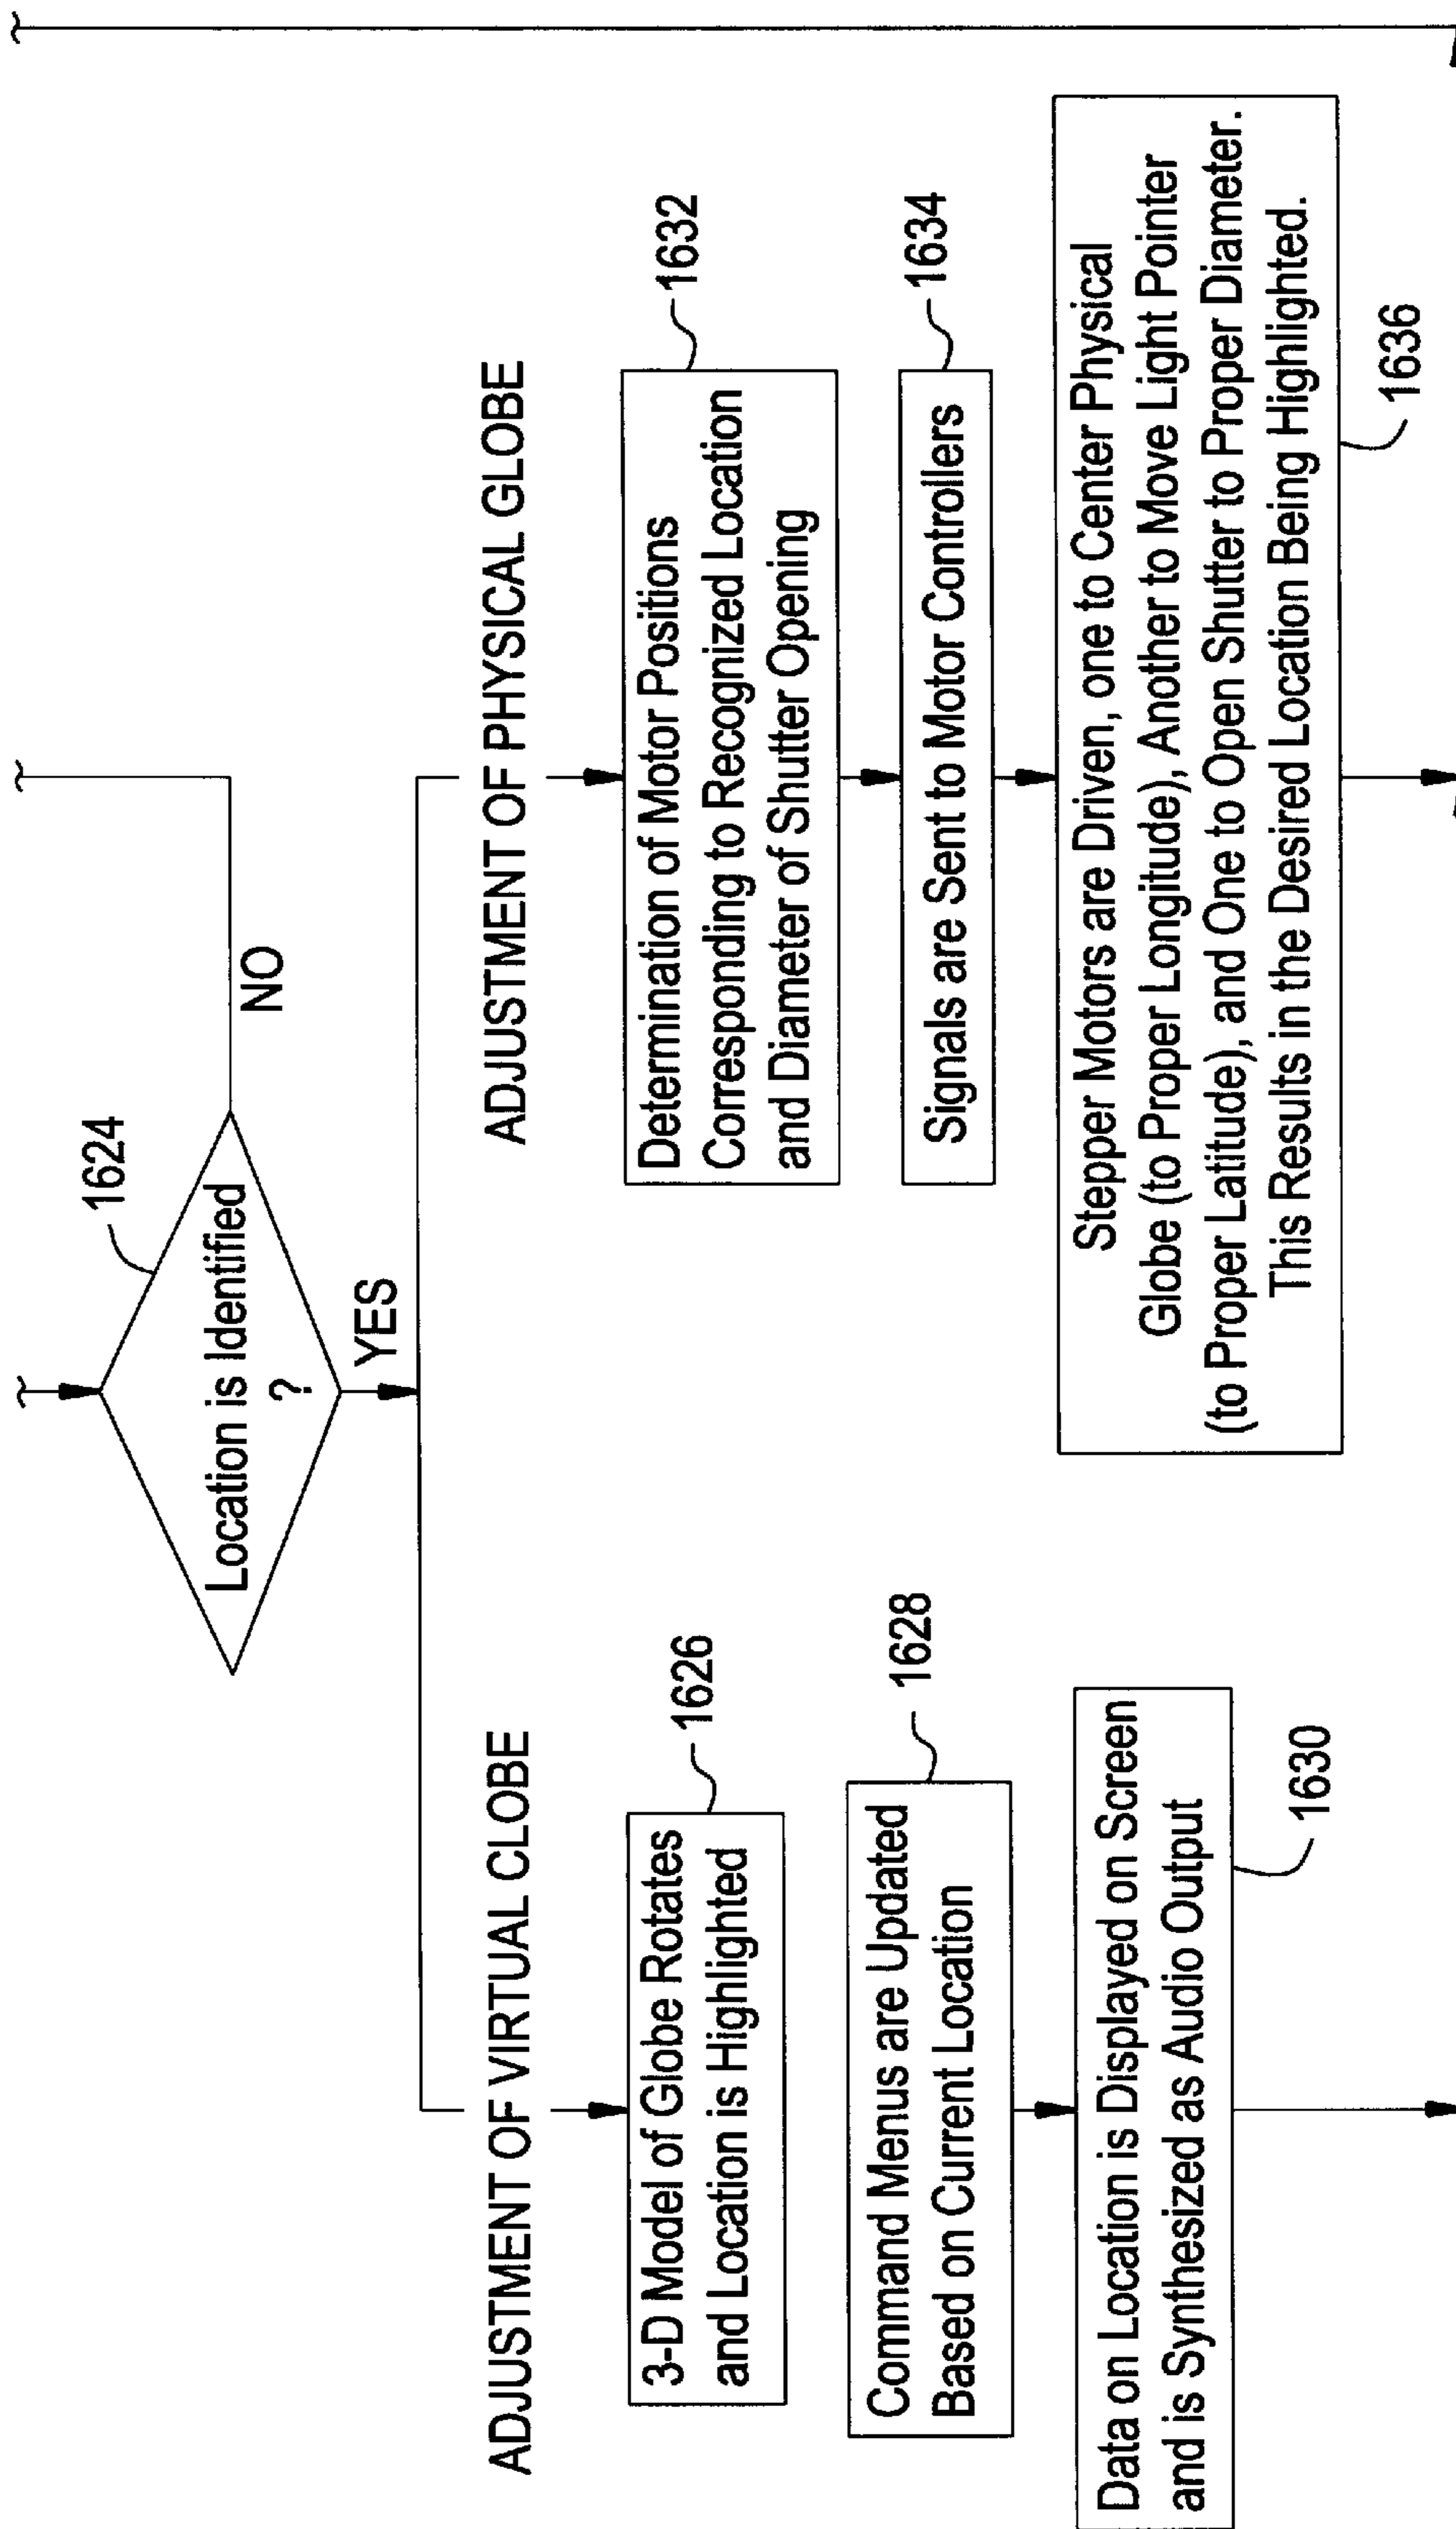 1624
Location is Identified
?
NO
YES
ADJUSTMENT OF VIRTUAL CLOBE
3-D Model of Globe Rotates
and Location is Highlighted
1626
Command Menus are Updated
Based on Current Location
1628
Data on Location is Displayed on Screen
and is Synthesized as Audio Output
1630
ADJUSTMENT OF PHYSICAL GLOBE
Determination of Motor Positions
Corresponding to Recognized Location
and Diameter of Shutter Opening
1632
Signals are Sent to Motor Controllers
1634
Stepper Motors are Driven, one to Center Physical
Globe (to Proper Longitude), Another to Move Light Pointer
(to Proper Latitude), and One to Open Shutter to Proper Diameter.
This Results in the Desired Location Being Highlighted.
1636